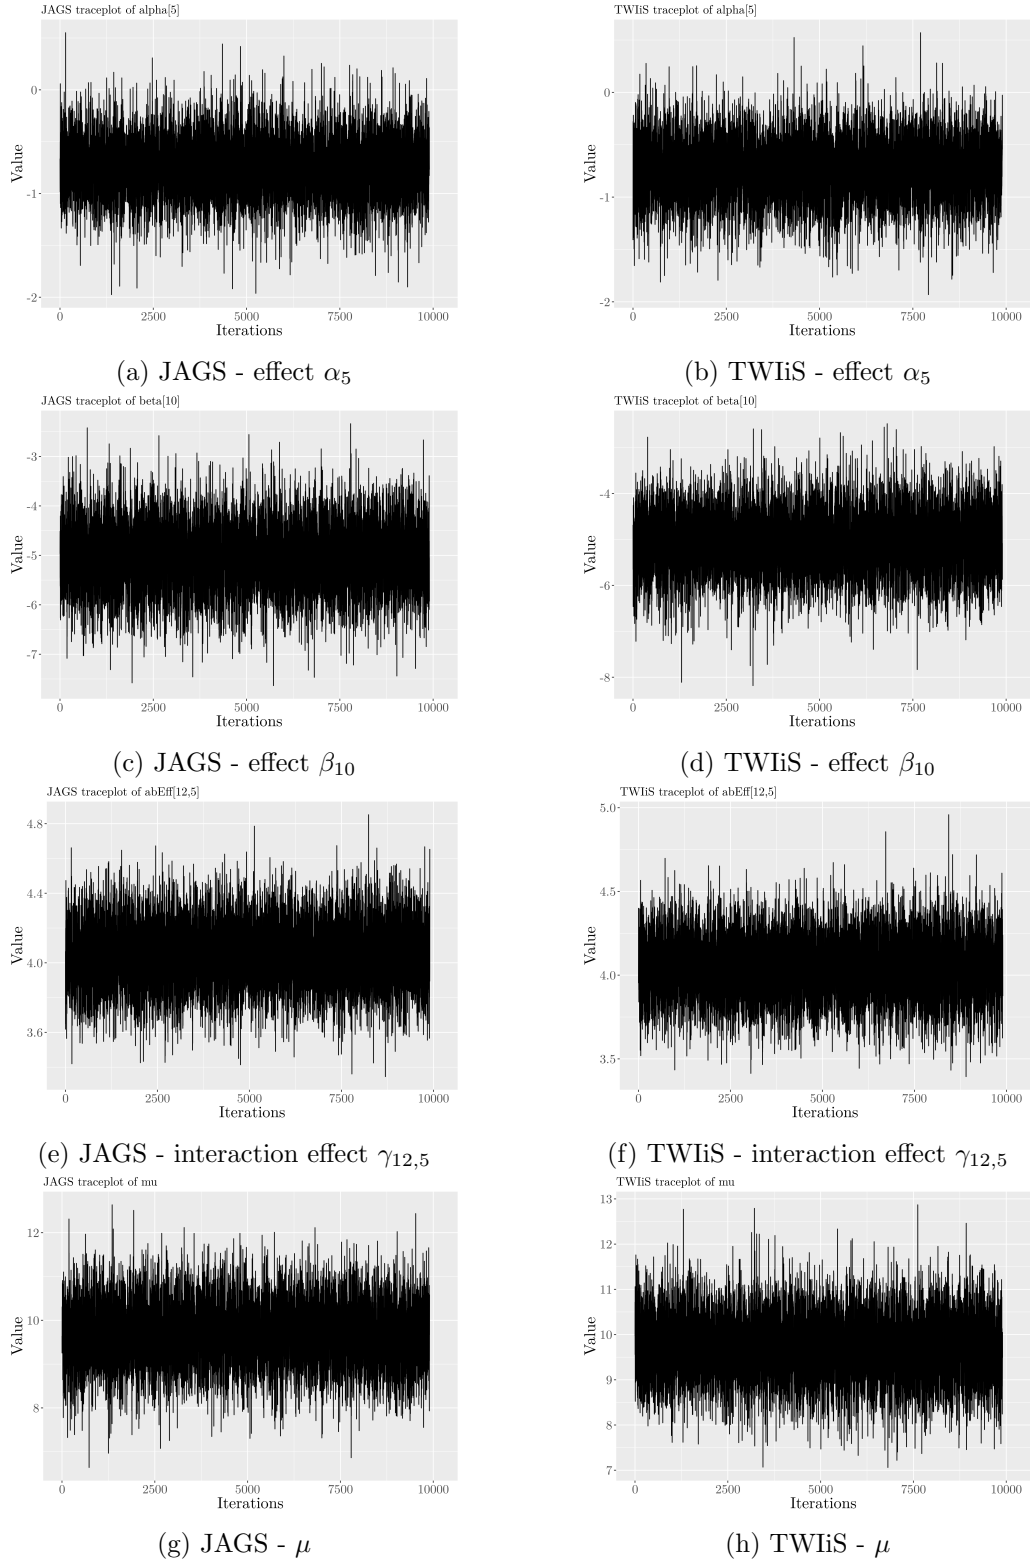 JAGS traceplot of alpha[5]
TWIiS traceplot of alpha[5]
Value
0
-1
-2
0 2500 5000 7500 10000
Iterations
Value
0
-1
-2
0 2500 5000 7500 10000
Iterations
(a) JAGS - effect α₅
(b) TWIiS - effect α₅
JAGS traceplot of beta[10]
TWIiS traceplot of beta[10]
Value
-3
-4
-5
-6
-7
0 2500 5000 7500 10000
Iterations
Value
-4
-6
-8
0 2500 5000 7500 10000
Iterations
(c) JAGS - effect β₁₀
(d) TWIiS - effect β₁₀
JAGS traceplot of abEff[12,5]
TWIiS traceplot of abEff[12,5]
Value
4.8
4.4
4.0
3.6
0 2500 5000 7500 10000
Iterations
Value
5.0
4.5
4.0
3.5
0 2500 5000 7500 10000
Iterations
(e) JAGS - interaction effect γ₁₂,₅
(f) TWIiS - interaction effect γ₁₂,₅
JAGS traceplot of mu
TWIiS traceplot of mu
Value
12
10
8
0 2500 5000 7500 10000
Iterations
Value
13
12
11
10
9
8
7
0 2500 5000 7500 10000
Iterations
(g) JAGS - μ
(h) TWIiS - μ